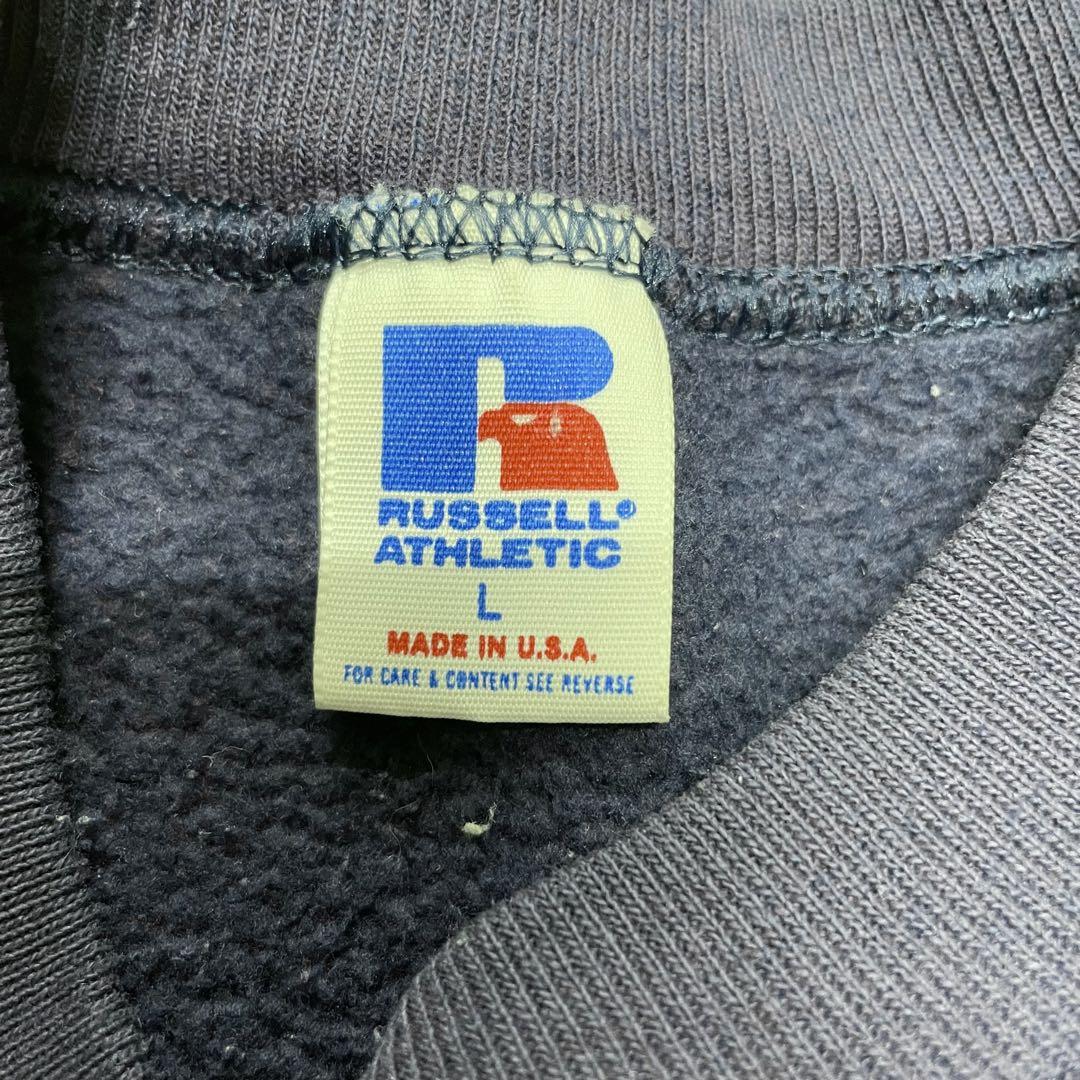 R
RUSSELL®
ATHLETIC
L
MADE IN U.S.A.
FOR CARE & CONTENT SEE REVERSE